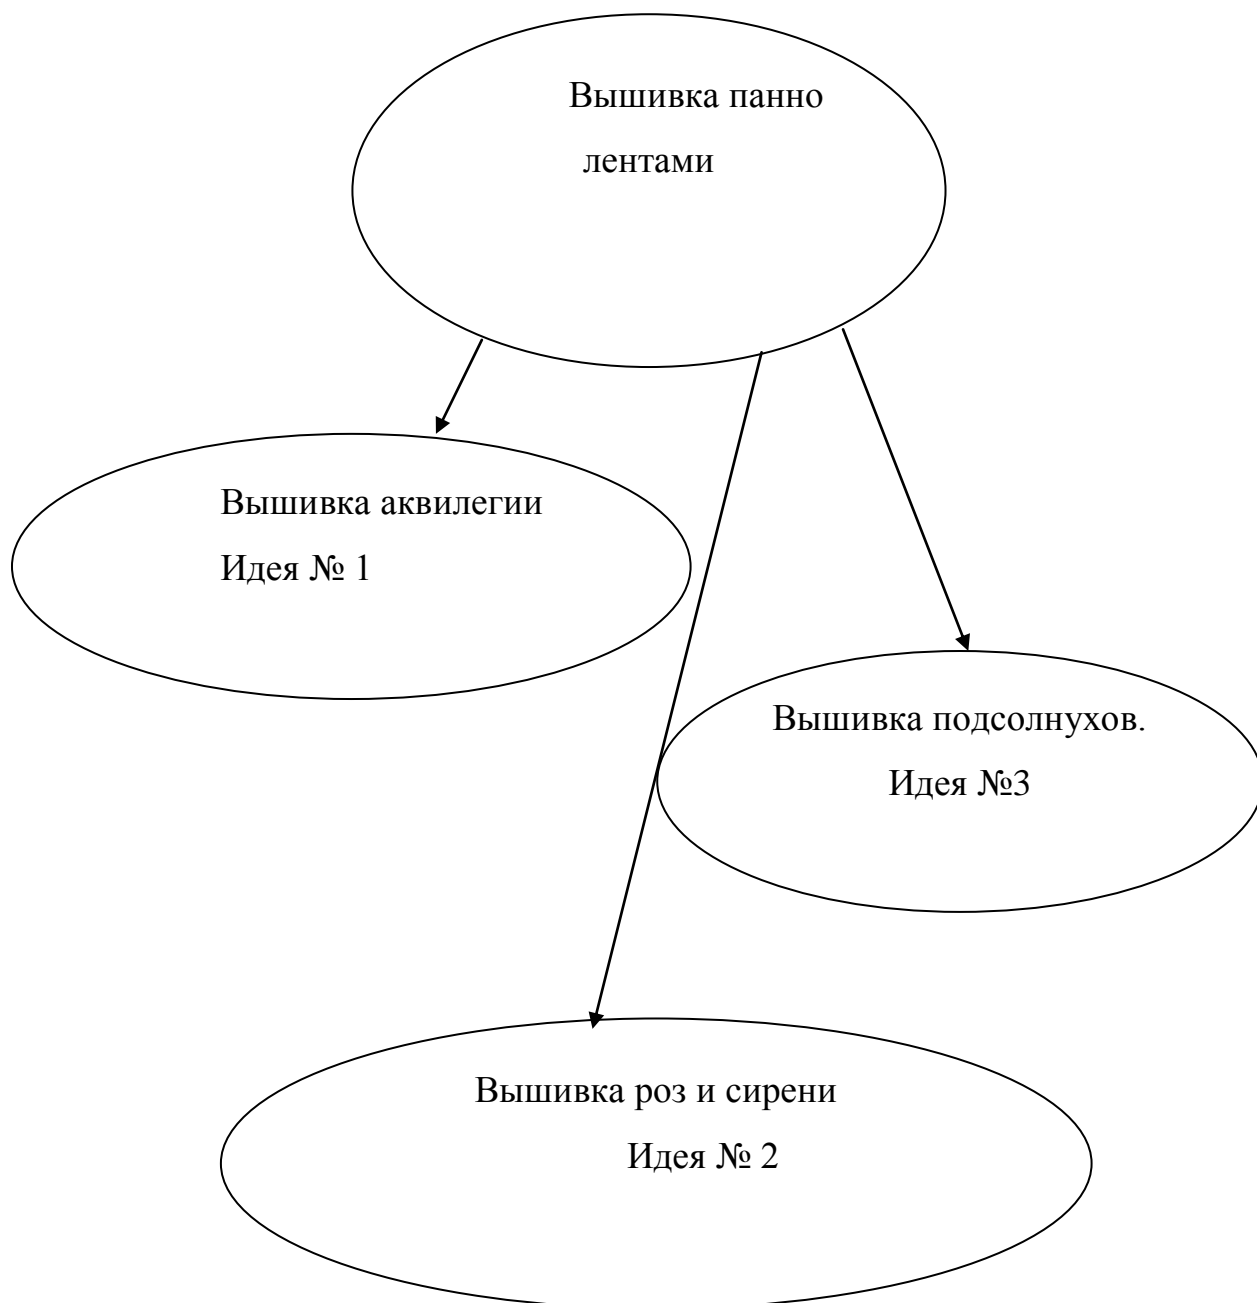 Вышивка панно
лентами
Вышивка аквилегии
Идея № 1
Вышивка подсолнухов.
Идея №3
Вышивка роз и сирени
Идея № 2